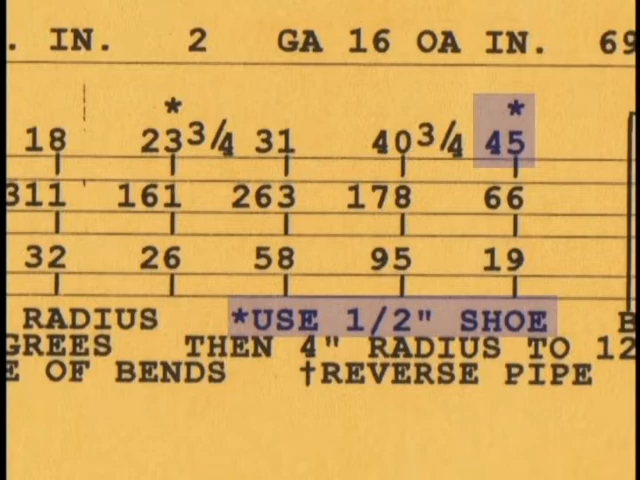 . IN. 2 GA 16 OA IN. 69
* *
18 23 3/4 31 40 3/4 45
311 161 263 178 66
32 26 58 95 19
RADIUS *USE 1/2" SHOE
GREES THEN 4" RADIUS TO 12
E OF BENDS †REVERSE PIPE